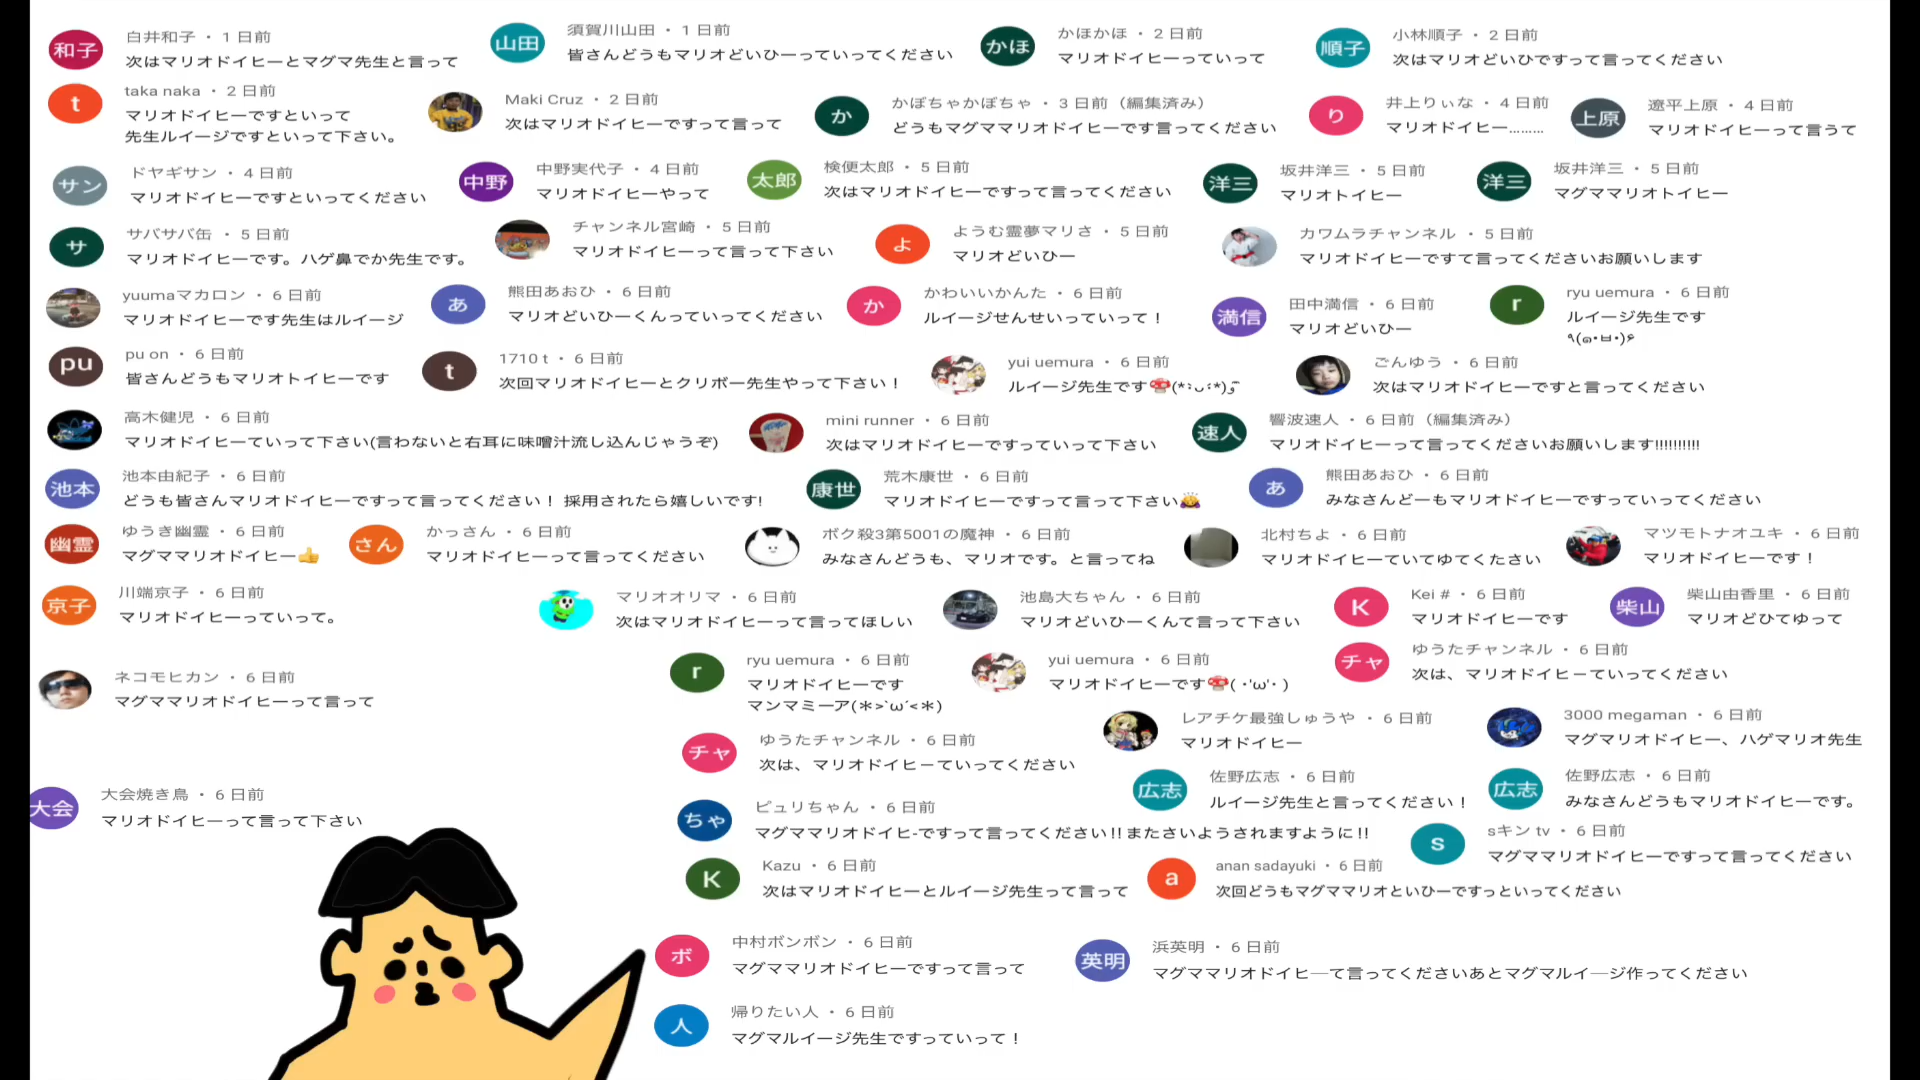 和子
白井和子 ・ 1 日前
次はマリオドイヒーとマグマ先生と言って
山田
須賀川山田 ・ 1 日前
皆さんどうもマリオどいひーっていってください
かほ
かほかほ ・ 2 日前
マリオドイヒーっていって
順子
小林順子 ・ 2 日前
次はマリオどいひですって言ってください
t
taka naka ・ 2 日前
マリオドイヒーですといって
先生ルイージですといって下さい。
Maki Cruz ・ 2 日前
次はマリオドイヒーですって言って
か
かぼちゃかぼちゃ ・ 3 日前（編集済み）
どうもマグママリオドイヒーです言ってください
り
井上りぃな ・ 4 日前
マリオドイヒー………
上原
遼平上原 ・ 4 日前
マリオドイヒーって言うて
サン
ドヤギサン ・ 4 日前
マリオドイヒーですといってください
中野
中野実代子 ・ 4 日前
マリオドイヒーやって
太郎
検便太郎 ・ 5 日前
次はマリオドイヒーですって言ってください
洋三
坂井洋三 ・ 5 日前
マリオトイヒー
洋三
坂井洋三 ・ 5 日前
マグママリオトイヒー
サ
サバサバ缶 ・ 5 日前
マリオドイヒーです。ハゲ鼻でか先生です。
チャンネル宮崎 ・ 5 日前
マリオドイヒーって言って下さい
よ
ようむ霊夢マリさ ・ 5 日前
マリオどいひー
カワムラチャンネル ・ 5 日前
マリオドイヒーですて言ってくださいお願いします
yuumaマカロン ・ 6 日前
マリオドイヒーです先生はルイージ
あ
熊田あおひ ・ 6 日前
マリオどいひーくんっていってください
か
かわいいかんた ・ 6 日前
ルイージせんせいっていって！
満信
田中満信 ・ 6 日前
マリオどいひー
r
ryu uemura ・ 6 日前
ルイージ先生です
٩(๑•ㅂ•)۶
pu
pu on ・ 6 日前
皆さんどうもマリオトイヒーです
t
1710 t ・ 6 日前
次回マリオドイヒーとクリボー先生やって下さい！
yui uemura ・ 6 日前
ルイージ先生です🍄
ごんゆう ・ 6 日前
次はマリオドイヒーですと言ってください
高木健児 ・ 6 日前
マリオドイヒーていって下さい(言わないと右耳に味噌汁流し込んじゃうぞ)
mini runner ・ 6 日前
次はマリオドイヒーですっていって下さい
速人
響波速人 ・ 6 日前（編集済み）
マリオドイヒーって言ってくださいお願いします!!!!!!!!!!
池本
池本由紀子 ・ 6 日前
どうも皆さんマリオドイヒーですって言ってください！ 採用されたら嬉しいです!
康世
荒木康世 ・ 6 日前
マリオドイヒーですって言って下さい🙇
あ
熊田あおひ ・ 6 日前
みなさんどーもマリオドイヒーですっていってください
幽霊
ゆうき幽霊 ・ 6 日前
マグママリオドイヒー👍
さん
かっさん ・ 6 日前
マリオドイヒーって言ってください
ボク殺3第5001の魔神 ・ 6 日前
みなさんどうも、マリオです。と言ってね
北村ちよ ・ 6 日前
マリオドイヒーていてゆてくたさい
マツモトナオユキ ・ 6 日前
マリオドイヒーです！
京子
川端京子 ・ 6 日前
マリオドイヒーっていって。
マリオオリマ ・ 6 日前
次はマリオドイヒーって言ってほしい
池島大ちゃん ・ 6 日前
マリオどいひーくんて言って下さい
K
Kei # ・ 6 日前
マリオドイヒーです
柴山
柴山由香里 ・ 6 日前
マリオどひてゆって
ネコモヒカン ・ 6 日前
マグママリオドイヒーって言って
r
ryu uemura ・ 6 日前
マリオドイヒーです
マンマミーア(＊>`ω´<＊)
yui uemura ・ 6 日前
マリオドイヒーです🍄( •'ω'• )
チャ
ゆうたチャンネル ・ 6 日前
次は、マリオドイヒーていってください
レアチケ最強しゅうや ・ 6 日前
マリオドイヒー
3000 megaman ・ 6 日前
マグマリオドイヒー、ハゲマリオ先生
チャ
ゆうたチャンネル ・ 6 日前
次は、マリオドイヒーていってください
広志
佐野広志 ・ 6 日前
ルイージ先生と言ってください！
広志
佐野広志 ・ 6 日前
みなさんどうもマリオドイヒーです。
大会
大会焼き鳥 ・ 6 日前
マリオドイヒーって言って下さい
ちゃ
ピュリちゃん ・ 6 日前
マグママリオドイヒ-ですって言ってください!! またさいようされますように!!
s
sキン tv ・ 6 日前
マグママリオドイヒーですって言ってください
K
Kazu ・ 6 日前
次はマリオドイヒーとルイージ先生って言って
a
anan sadayuki ・ 6 日前
次回どうもマグママリオといひーですっといってください
ボ
中村ボンボン ・ 6 日前
マグママリオドイヒーですって言って
英明
浜英明 ・ 6 日前
マグママリオドイヒ─て言ってくださいあとマグマルイ─ジ作ってください
人
帰りたい人 ・ 6 日前
マグマルイージ先生ですっていって！